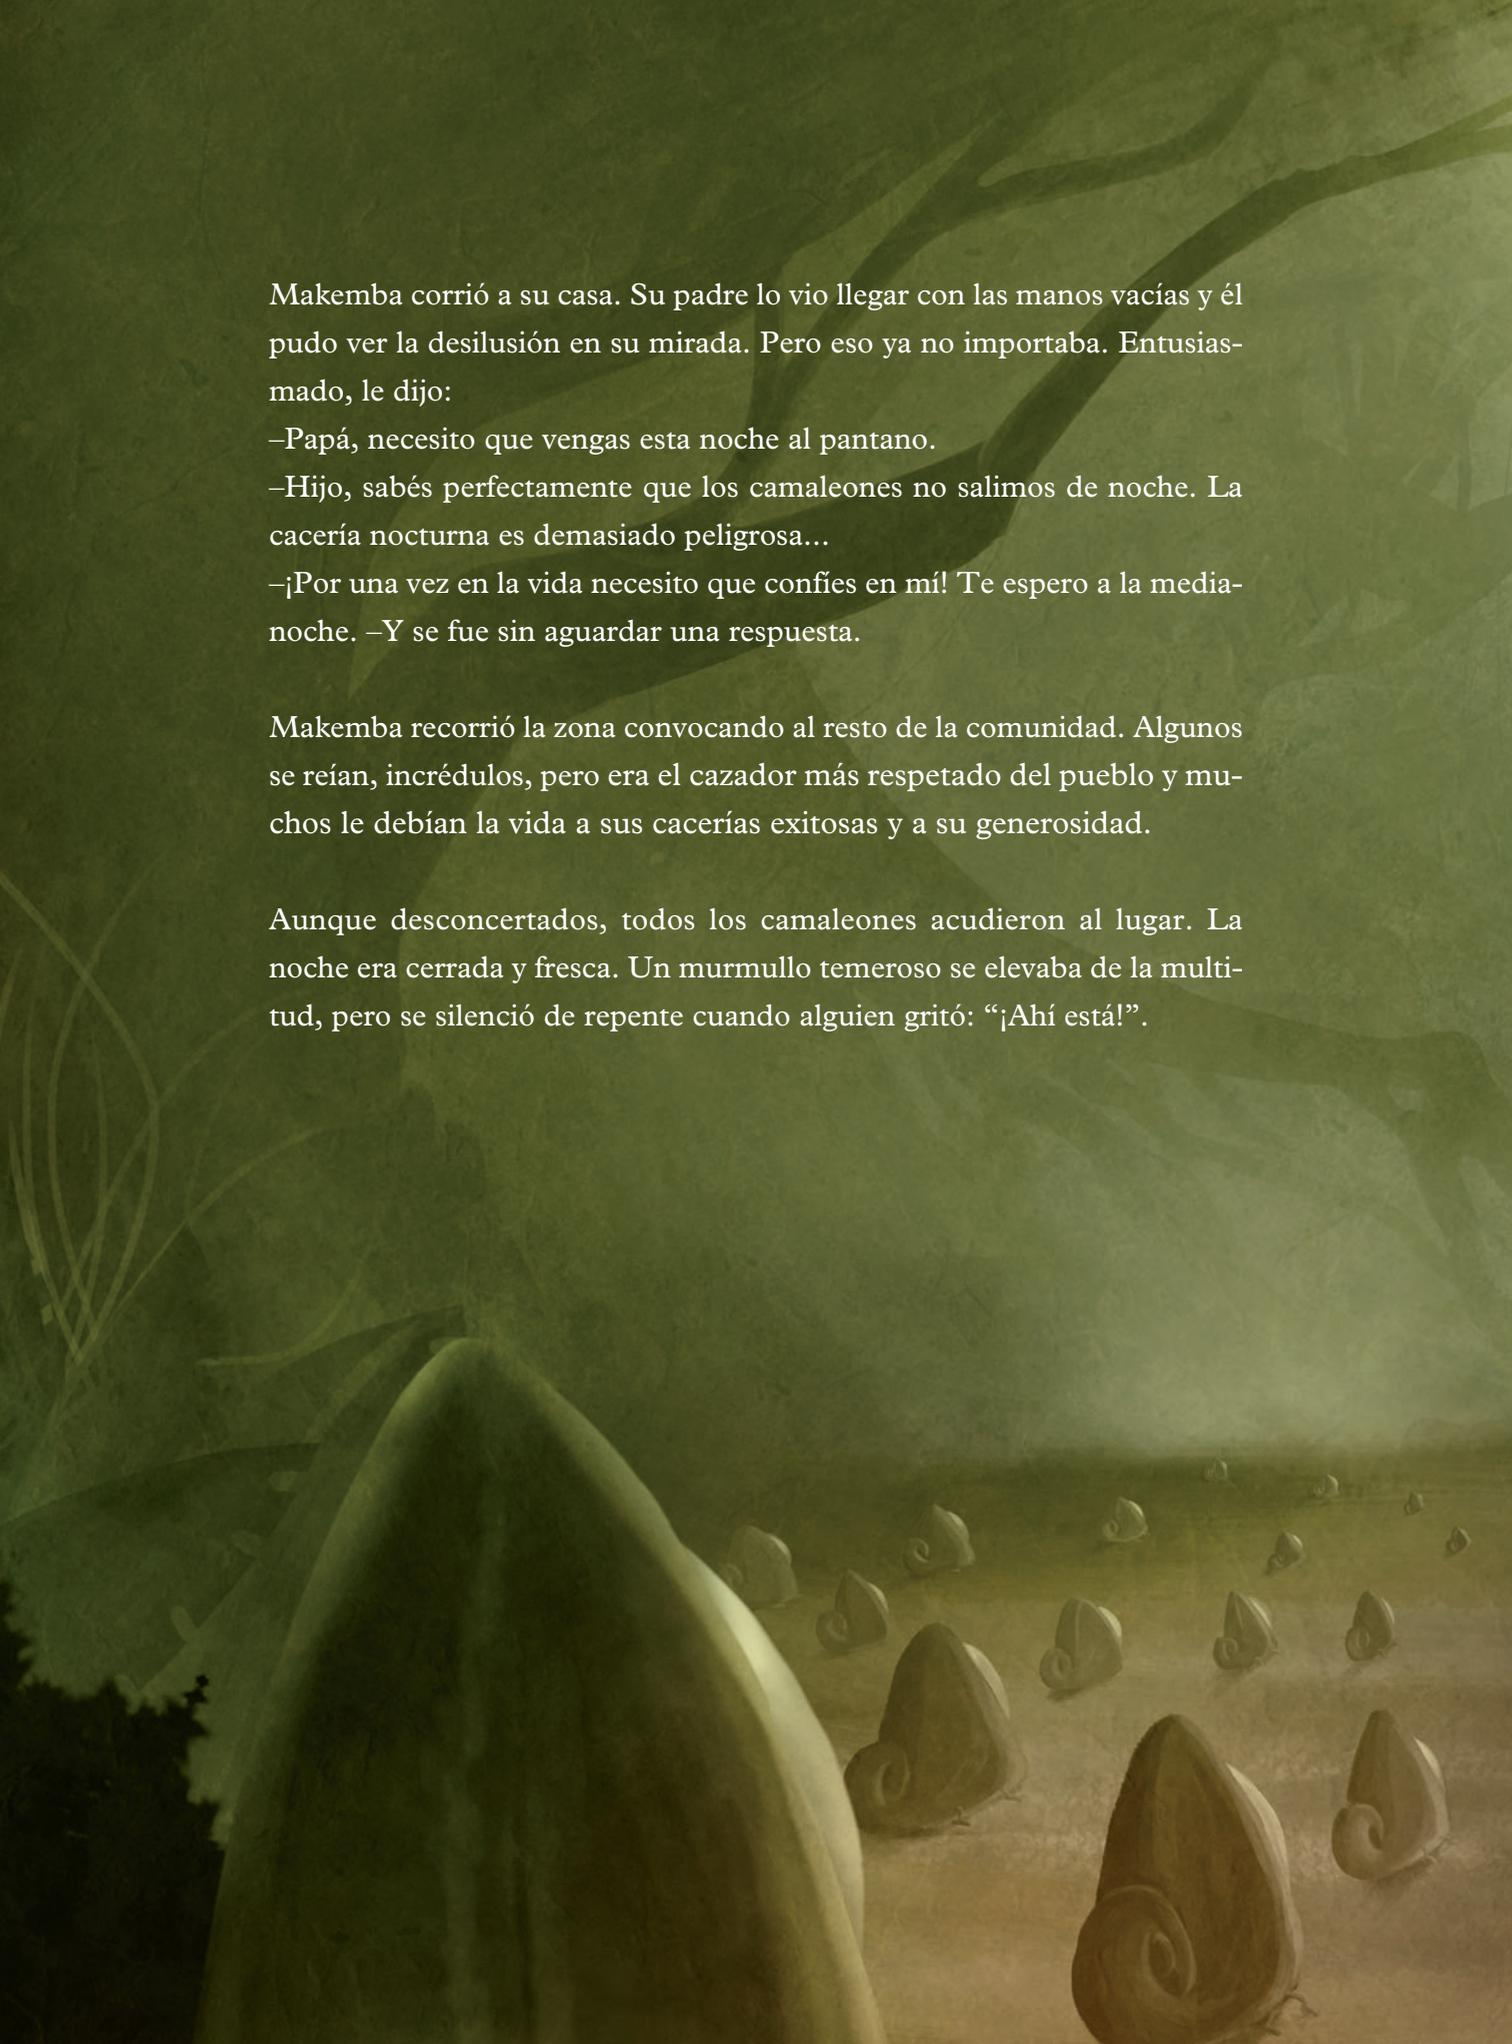 Makemba corrió a su casa. Su padre lo vio llegar con las manos vacías y él
pudo ver la desilusión en su mirada. Pero eso ya no importaba. Entusias-
mado, le dijo:
–Papá, necesito que vengas esta noche al pantano.
–Hijo, sabés perfectamente que los camaleones no salimos de noche. La
cacería nocturna es demasiado peligrosa...
–¡Por una vez en la vida necesito que confíes en mí! Te espero a la media-
noche. –Y se fue sin aguardar una respuesta.
Makemba recorrió la zona convocando al resto de la comunidad. Algunos
se reían, incrédulos, pero era el cazador más respetado del pueblo y mu-
chos le debían la vida a sus cacerías exitosas y a su generosidad.
Aunque desconcertados, todos los camaleones acudieron al lugar. La
noche era cerrada y fresca. Un murmullo temeroso se elevaba de la multi-
tud, pero se silenció de repente cuando alguien gritó: “¡Ahí está!”.